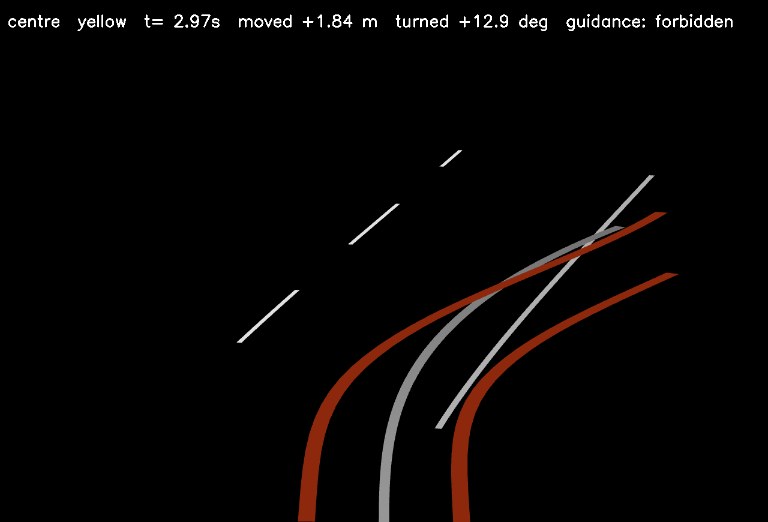 centre yellow t= 2.97s moved +1.84 m turned +12.9 deg guidance: forbidden